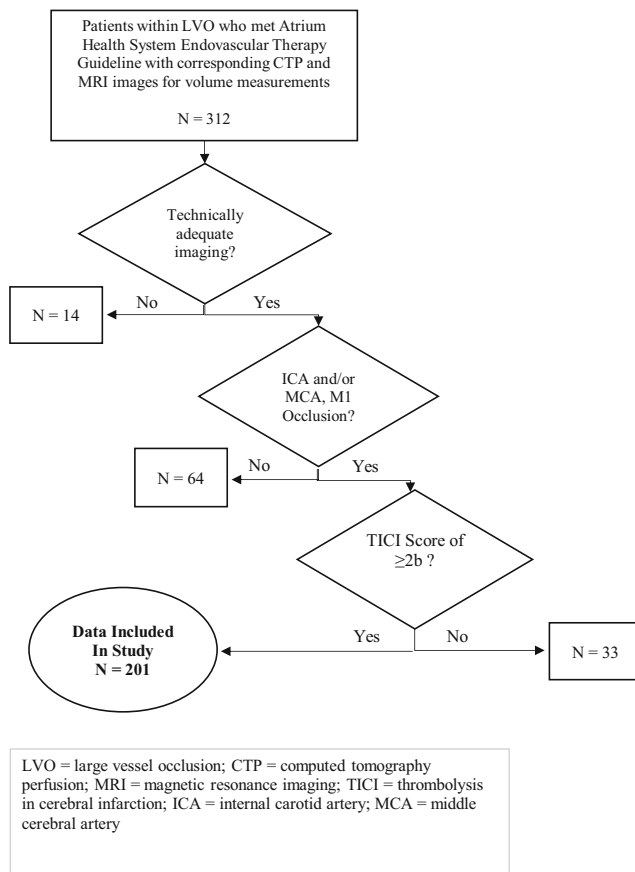 Patients within LVO who met Atrium
Health System Endovascular Therapy
Guideline with corresponding CTP and
MRI images for volume measurements
N = 312
Technically
adequate
imaging?
No
Yes
N = 14
ICA and/or
MCA, M1
Occlusion?
No
Yes
N = 64
TICI Score of
≥2b ?
Yes
No
Data Included
In Study
N = 201
N = 33
LVO = large vessel occlusion; CTP = computed tomography
perfusion; MRI = magnetic resonance imaging; TICI = thrombolysis
in cerebral infarction; ICA = internal carotid artery; MCA = middle
cerebral artery